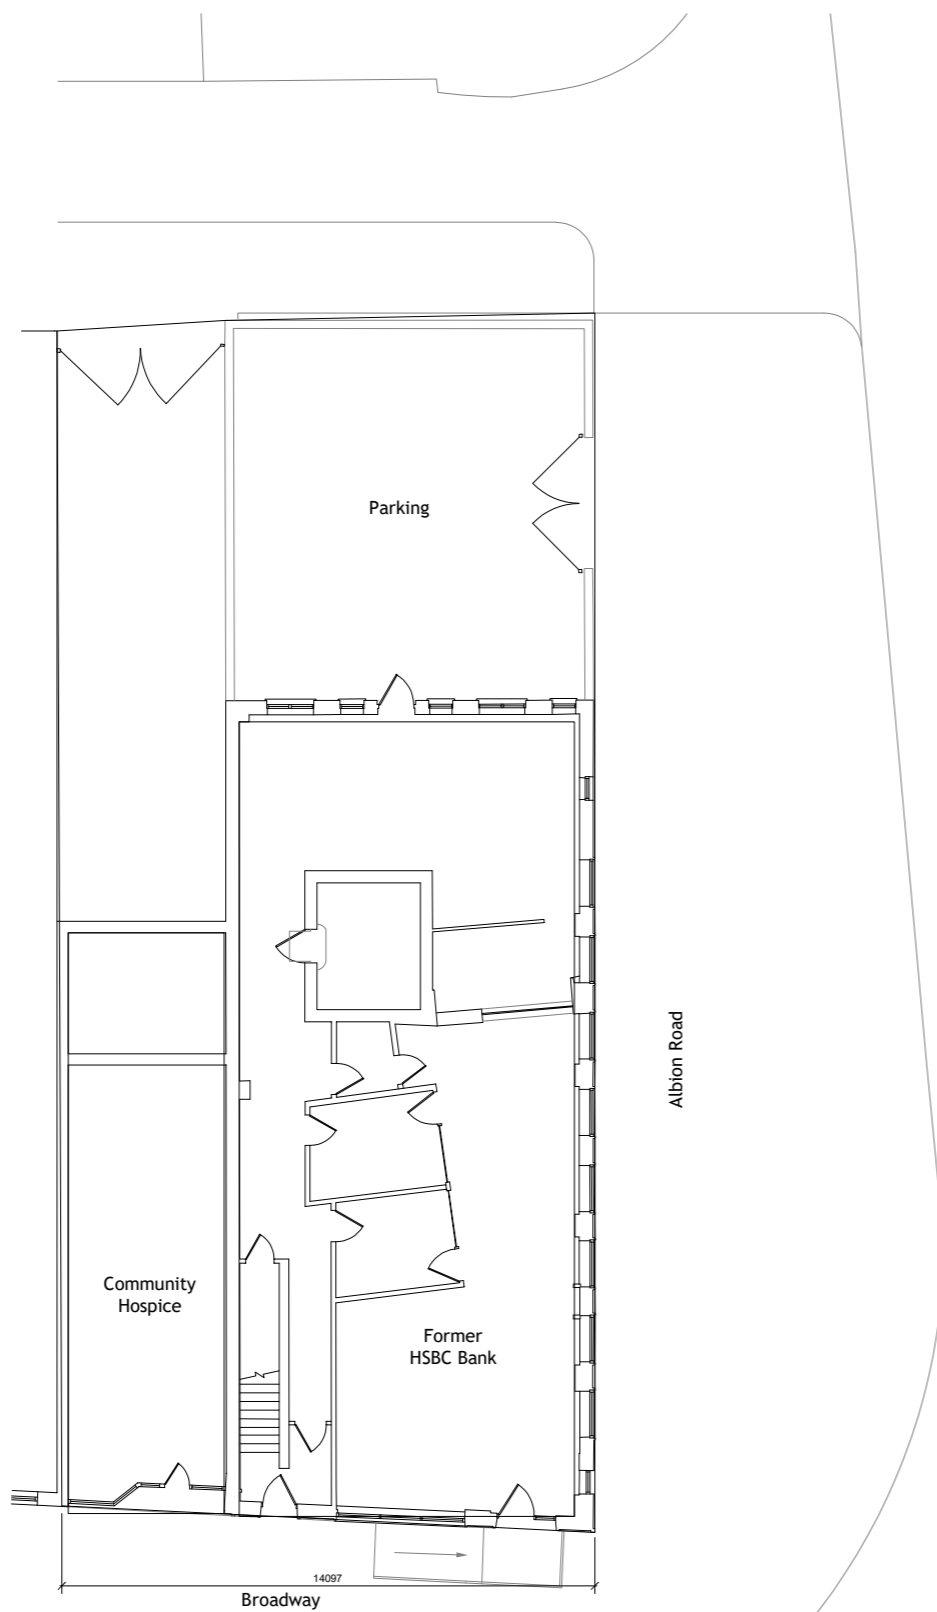 Parking
Albion Road
Community
Hospice
Former
HSBC Bank
14097
Broadway